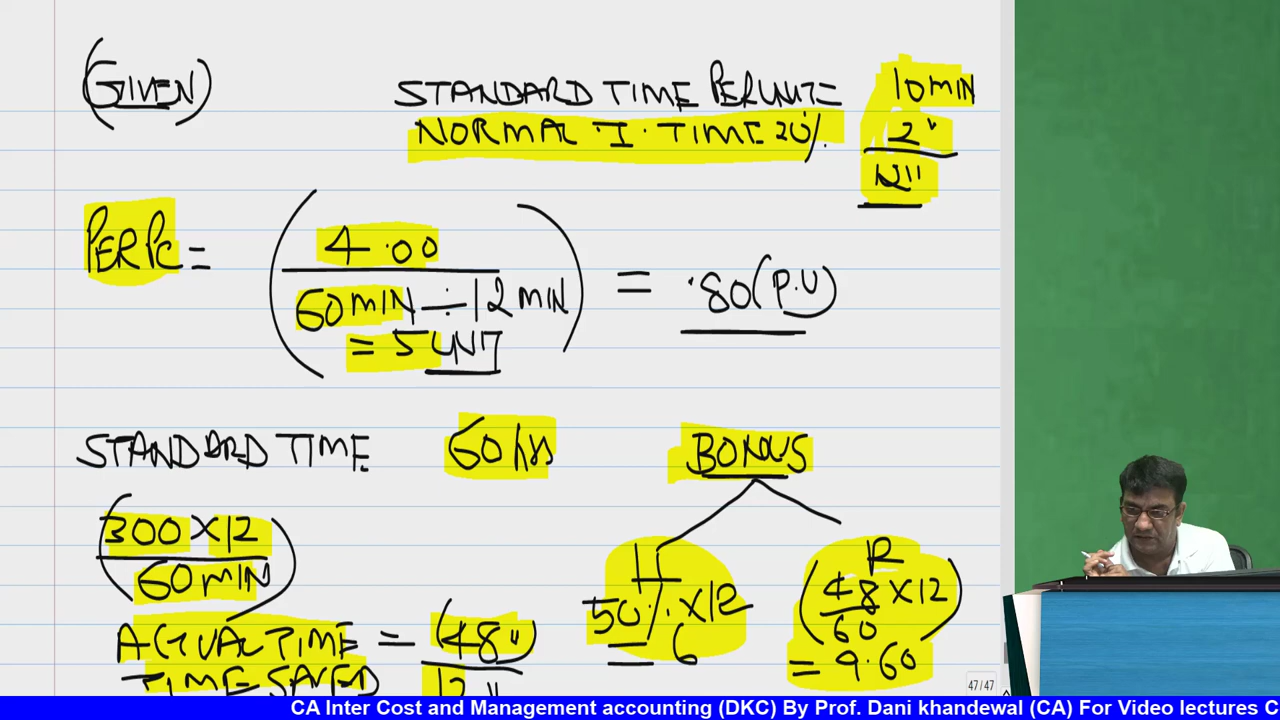 (GIVEN)
STANDARD TIME PER UNIT = 10 MIN
NORMAL I. TIME 20%. 2"
12"
PER PC = (4.00 / 60 MIN ÷ 12 MIN = 5 UNIT) = .80 (P.U)
STANDARD TIME 60 hrs
(300 X 12 / 60 MIN)
BONUS
H
50% X 12
= 6
R
(48/60 X 12)
= 9.60
ACTUAL TIME = (48")
TIME SAVED 12"
47/47
CA Inter Cost and Management accounting (DKC) By Prof. Dani khandewal (CA) For Video lectures C